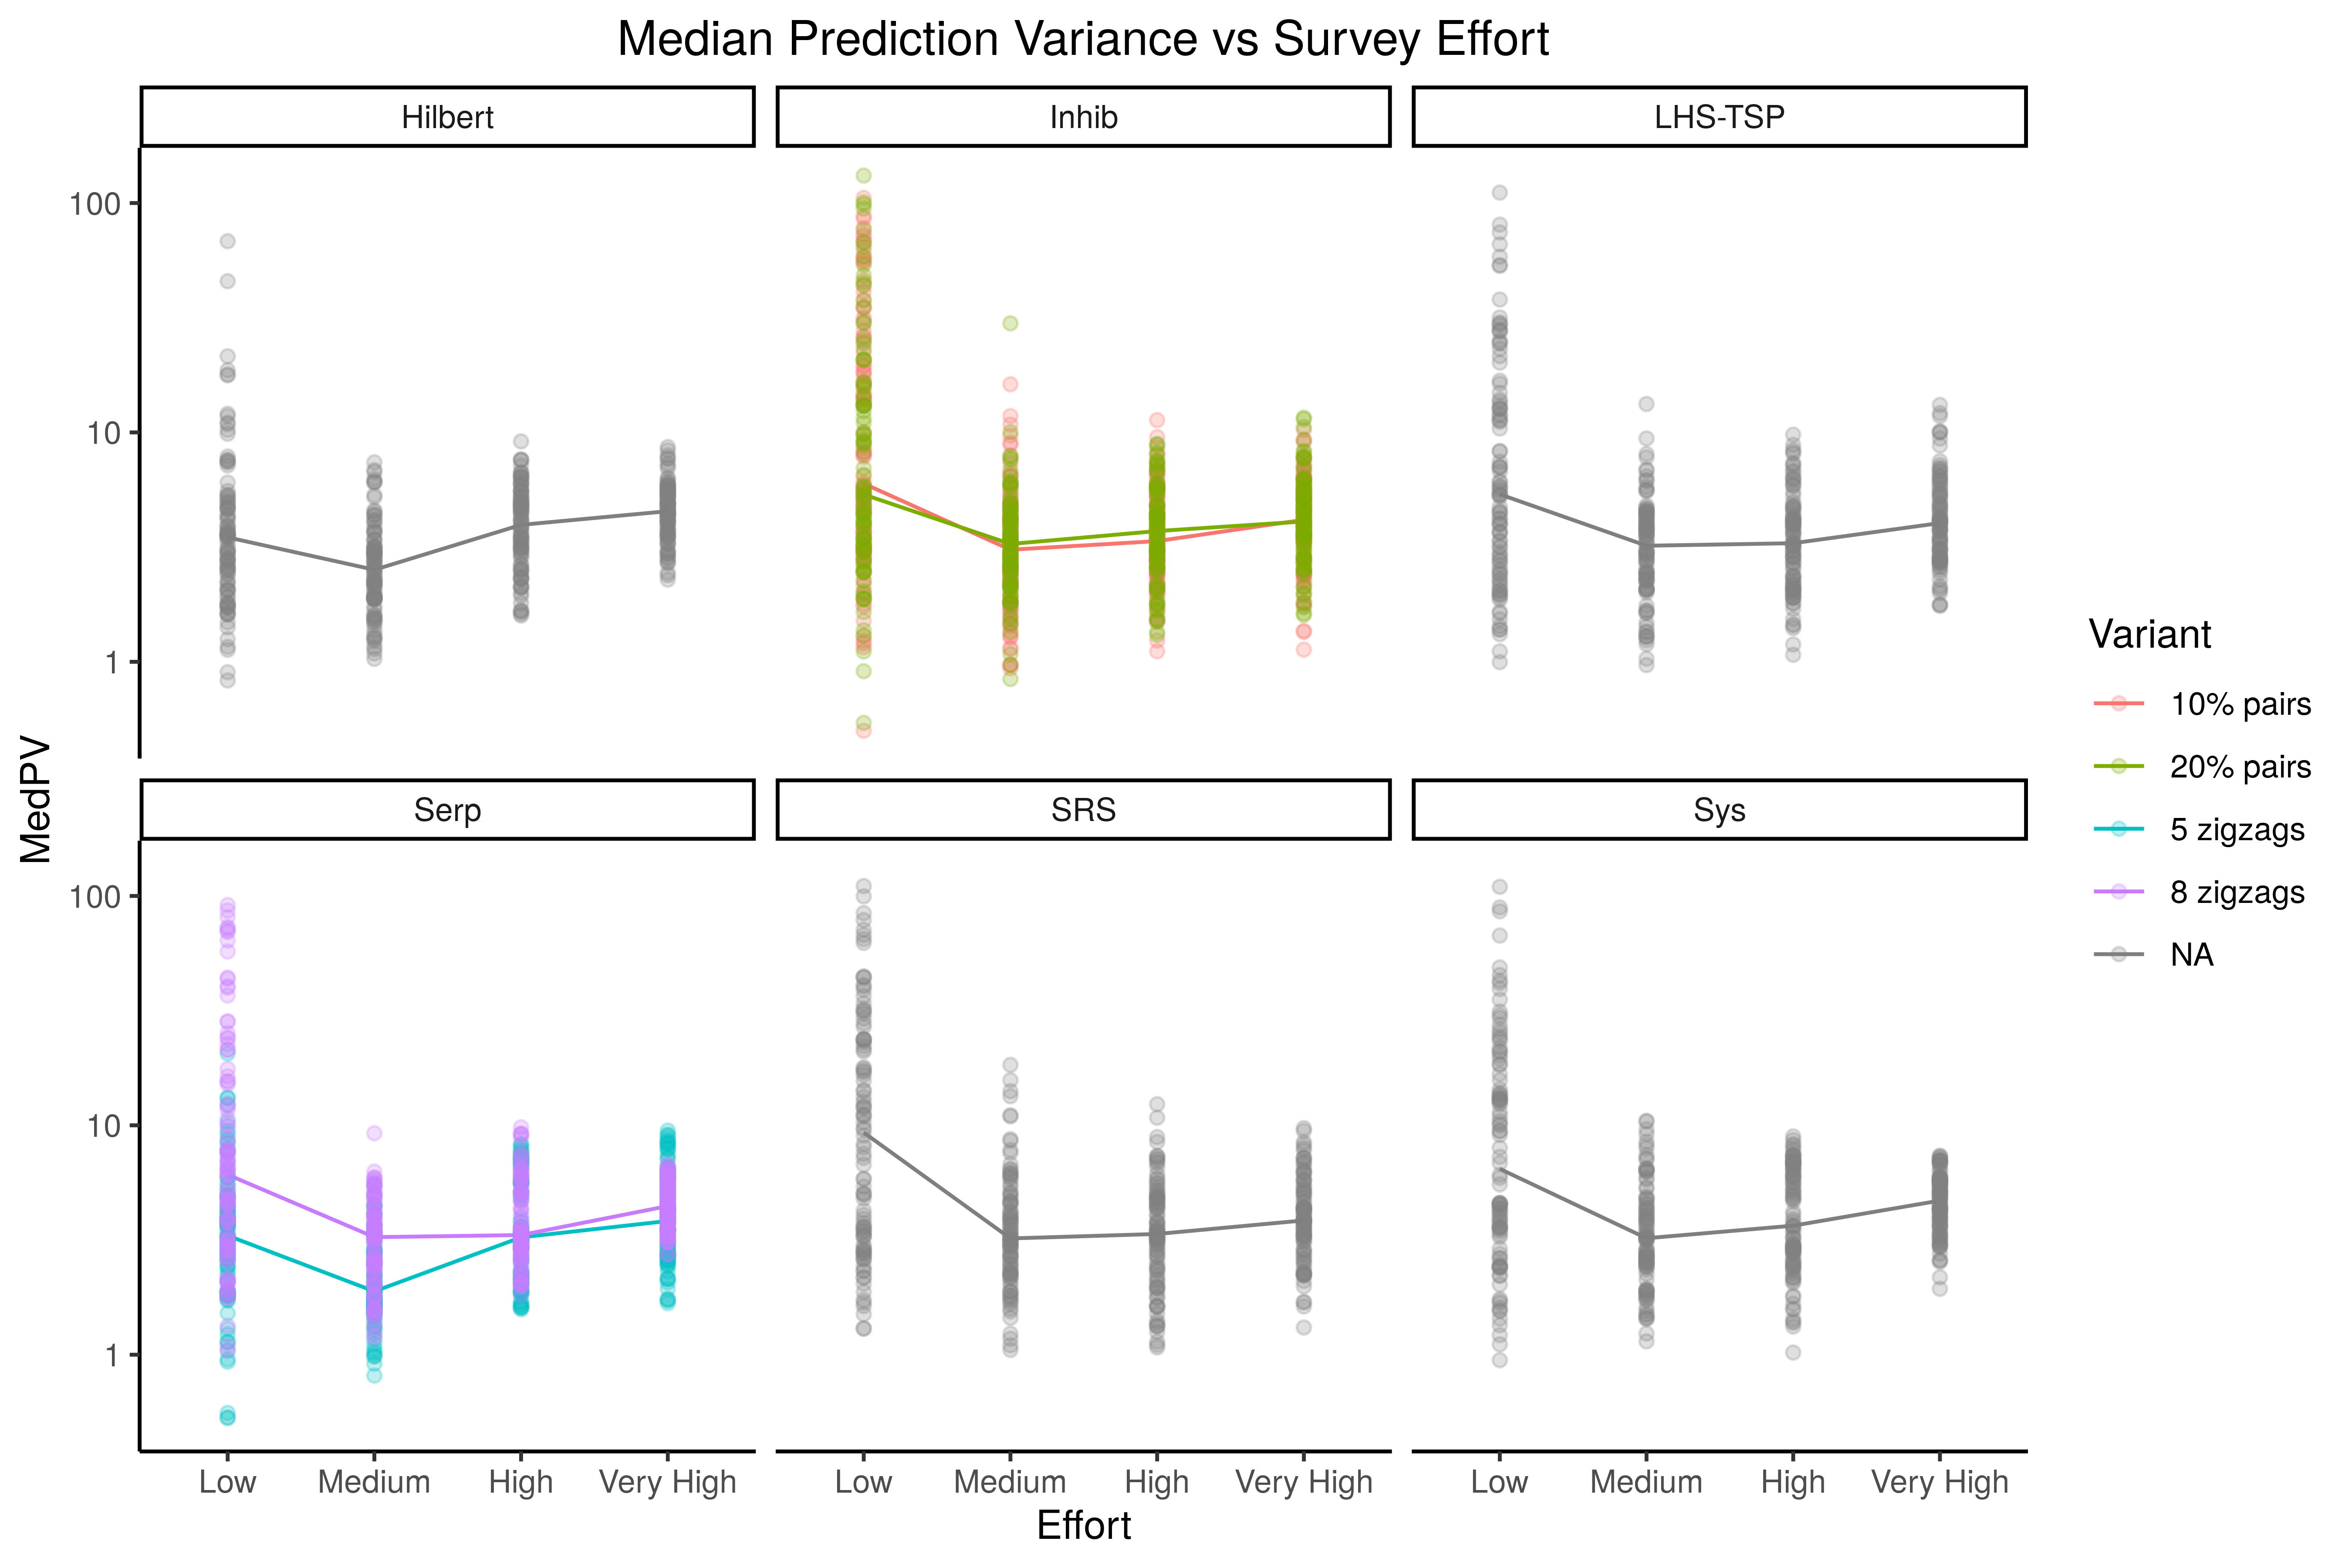 Median Prediction Variance vs Survey Effort
Hilbert
Inhib
LHS-TSP
100
10
1
MedPV
Serp
SRS
Sys
100
10
1
Low Medium High Very High
Low Medium High Very High
Low Medium High Very High
Effort
Variant
10% pairs
20% pairs
5 zigzags
8 zigzags
NA